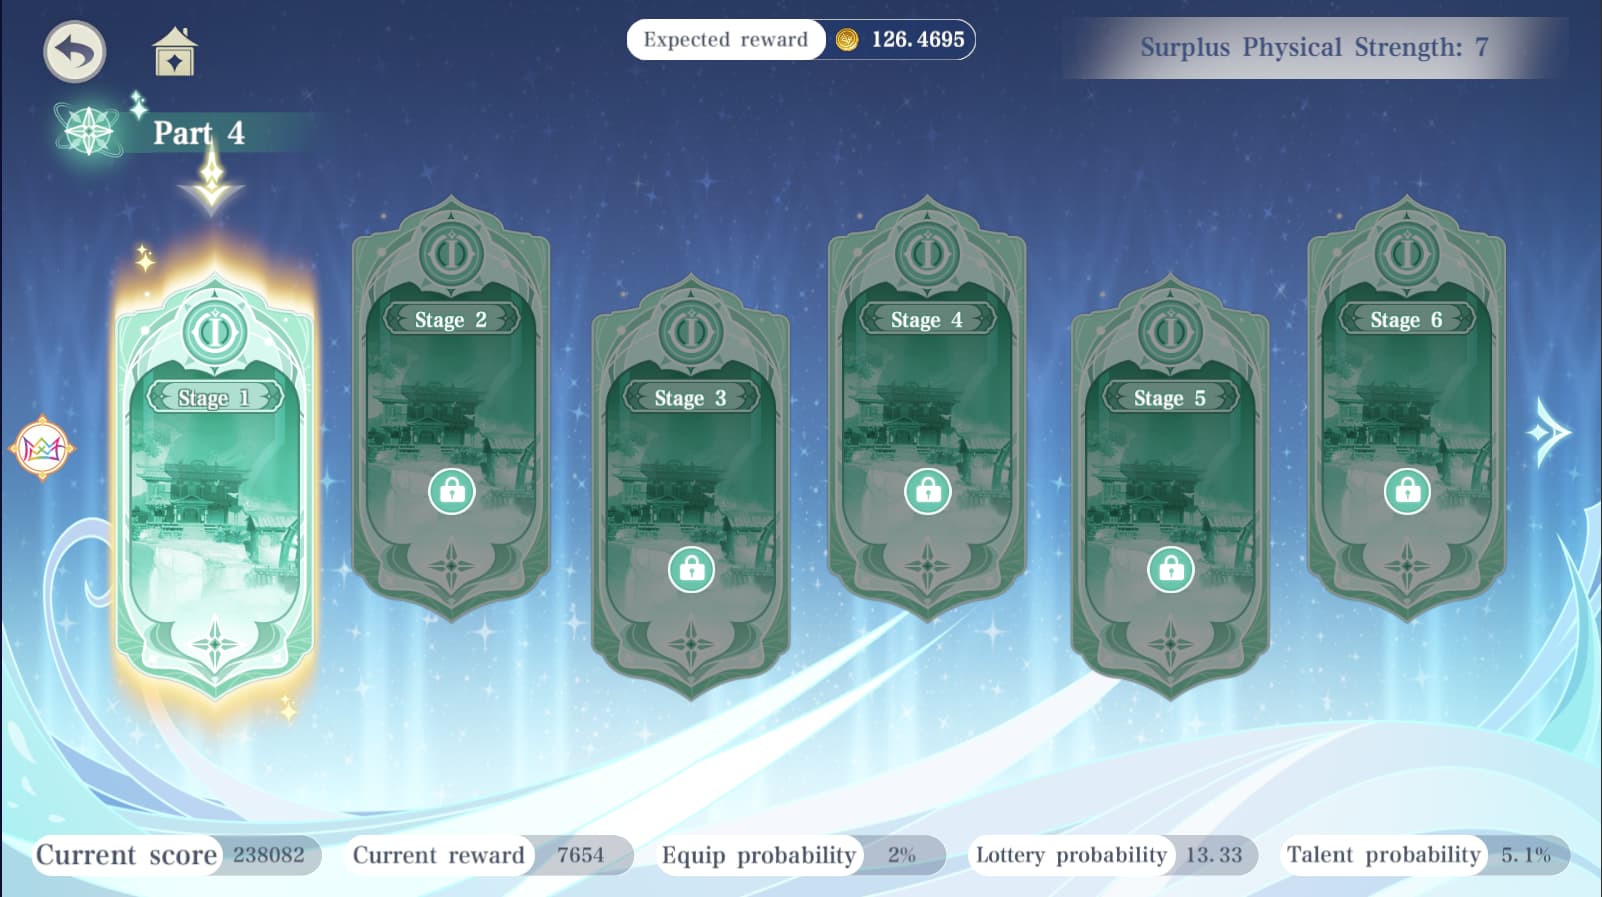 Expected reward 126.4695
Surplus Physical Strength: 7
Part 4
Stage 1
Stage 2
Stage 3
Stage 4
Stage 5
Stage 6
Current score 238082
Current reward 7654
Equip probability 2%
Lottery probability 13.33
Talent probability 5.1%